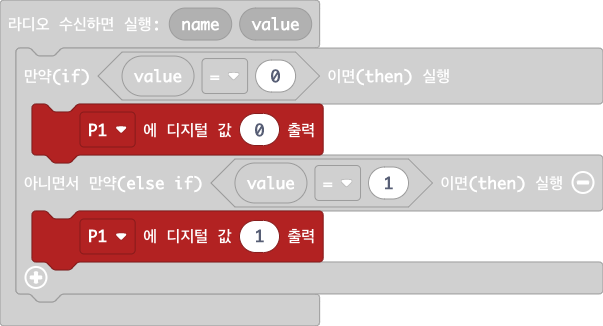 라디오 수신하면 실행: name value
만약(if) value = 0 이면(then) 실행
P1 에 디지털 값 0 출력
아니면서 만약(else if) value = 1 이면(then) 실행
P1 에 디지털 값 1 출력